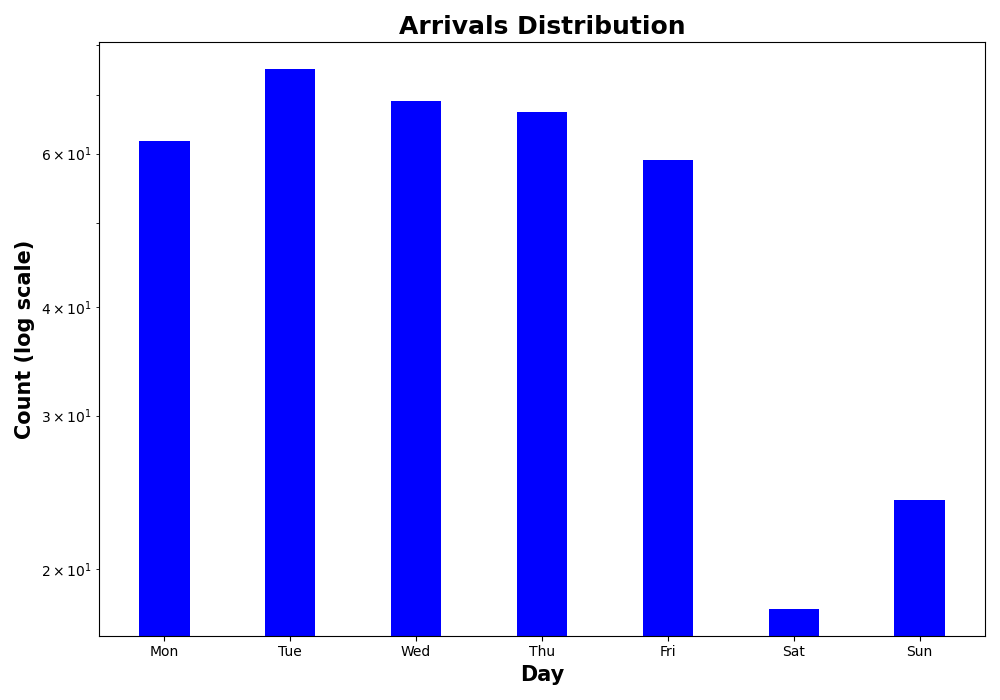 Arrivals Distribution
Count (log scale)
6 × 10¹
4 × 10¹
3 × 10¹
2 × 10¹
Mon Tue Wed Thu Fri Sat Sun
Day